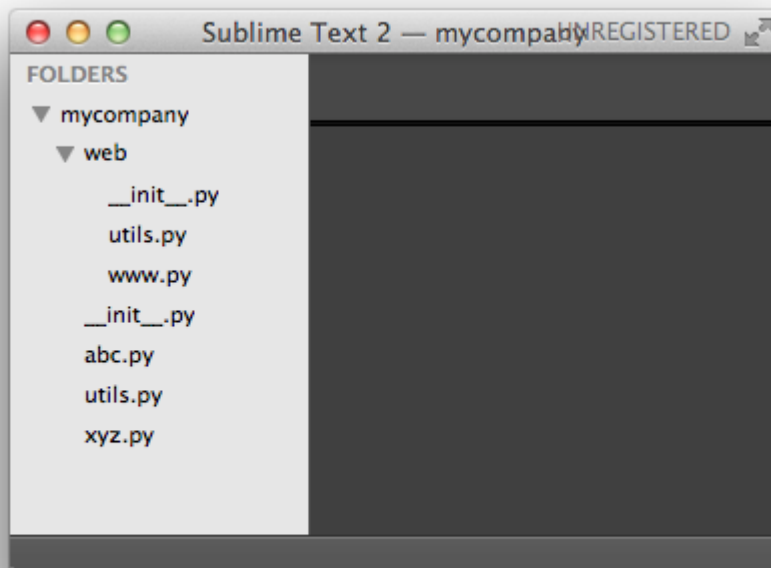 Sublime Text 2 — mycompany UNREGISTERED
FOLDERS
mycompany
web
__init__.py
utils.py
www.py
__init__.py
abc.py
utils.py
xyz.py